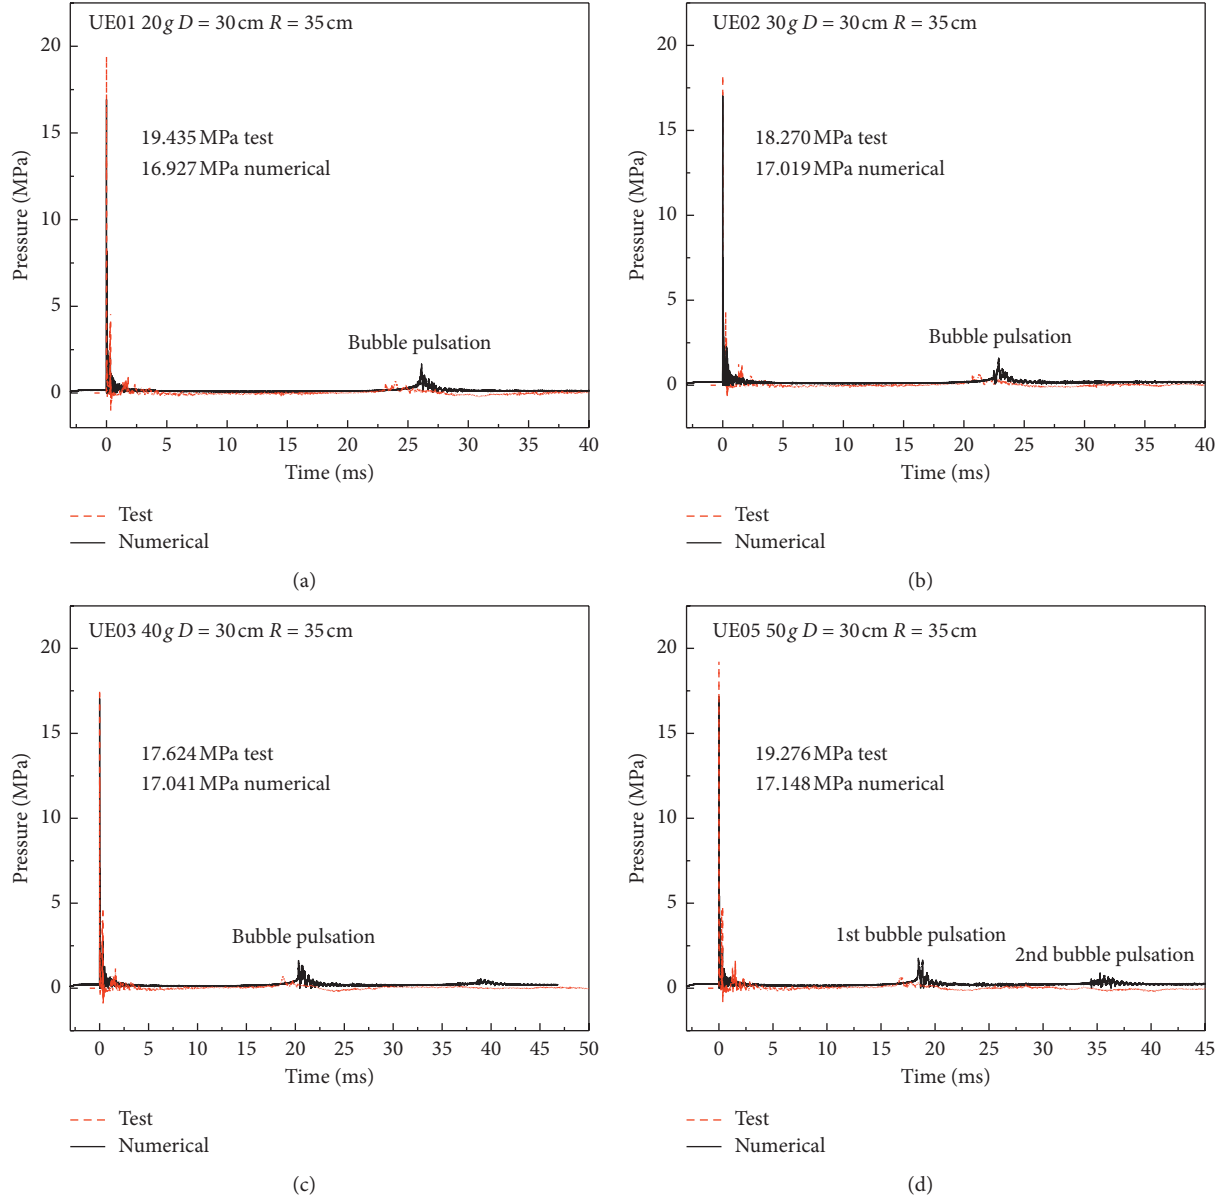 UE01 20g D = 30 cm R = 35 cm
20
15
10
5
0
Pressure (MPa)
19.435 MPa test
16.927 MPa numerical
Bubble pulsation
0 5 10 15 20 25 30 35 40
Time (ms)
Test
Numerical
(a)
UE02 30g D = 30 cm R = 35 cm
20
15
10
5
0
Pressure (MPa)
18.270 MPa test
17.019 MPa numerical
Bubble pulsation
0 5 10 15 20 25 30 35 40
Time (ms)
Test
Numerical
(b)
UE03 40g D = 30 cm R = 35 cm
20
15
10
5
0
Pressure (MPa)
17.624 MPa test
17.041 MPa numerical
Bubble pulsation
0 5 10 15 20 25 30 35 40 45 50
Time (ms)
Test
Numerical
(c)
UE05 50g D = 30 cm R = 35 cm
20
15
10
5
0
Pressure (MPa)
19.276 MPa test
17.148 MPa numerical
1st bubble pulsation
2nd bubble pulsation
0 5 10 15 20 25 30 35 40 45
Time (ms)
Test
Numerical
(d)